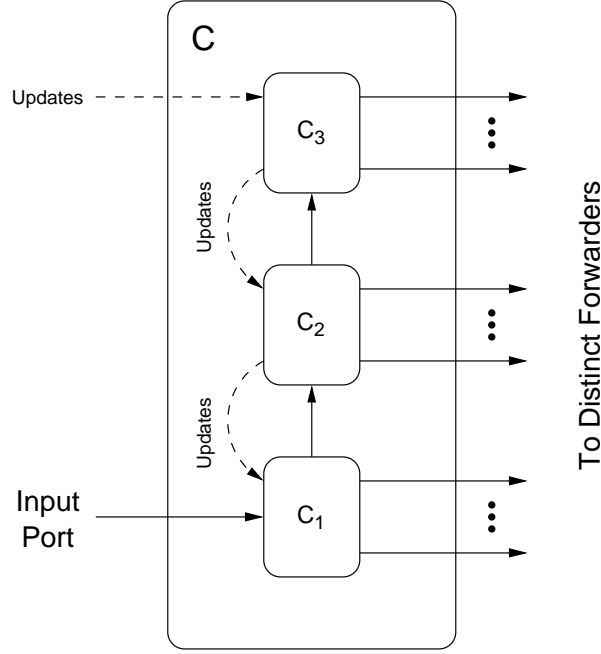 C
Updates
C3
Updates
C2
Updates
C1
Input
Port
To Distinct Forwarders